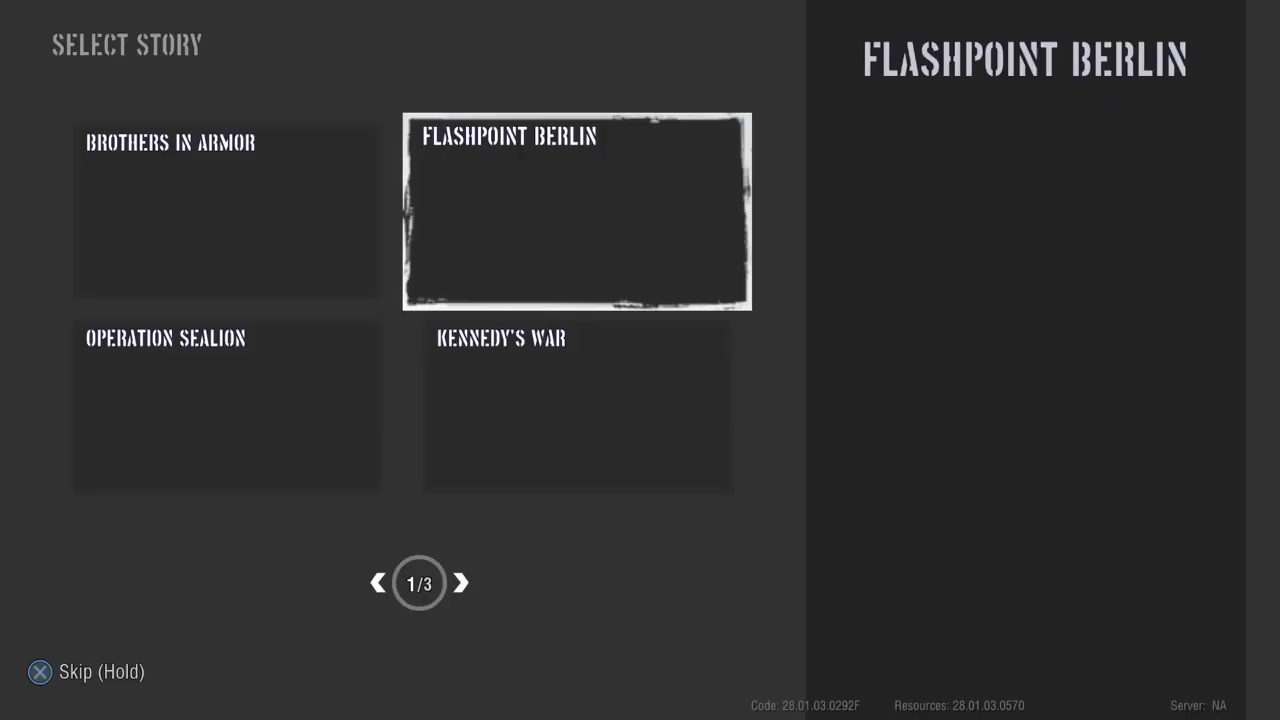 SELECT STORY
FLASHPOINT BERLIN
BROTHERS IN ARMOR
FLASHPOINT BERLIN
OPERATION SEALION
KENNEDY'S WAR
1/3
Skip (Hold)
Code: 28.01.03.0292F Resources: 28.01.03.0570 Server: NA